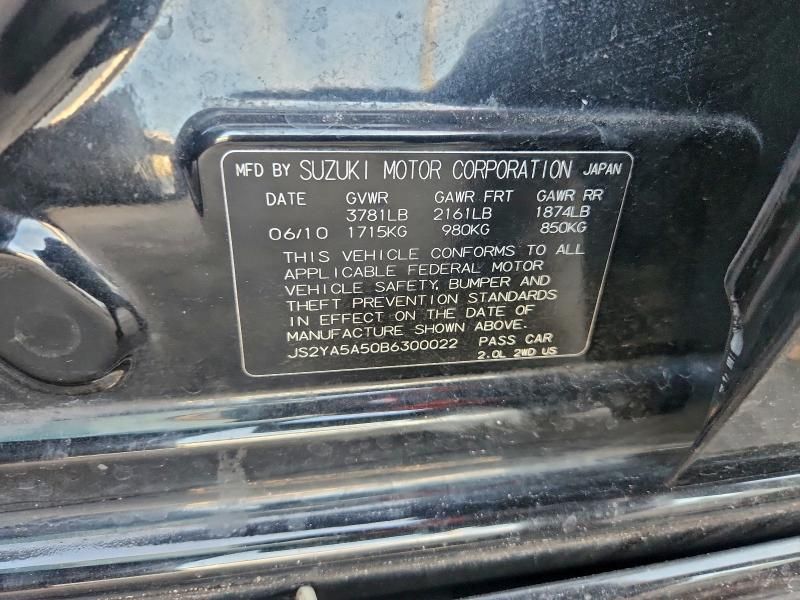 MFD BY SUZUKI MOTOR CORPORATION JAPAN
DATE GVWR GAWR FRT GAWR RR
3781LB 2161LB 1874LB
06/10 1715KG 980KG 850KG
THIS VEHICLE CONFORMS TO ALL
APPLICABLE FEDERAL MOTOR
VEHICLE SAFETY, BUMPER AND
THEFT PREVENTION STANDARDS
IN EFFECT ON THE DATE OF
MANUFACTURE SHOWN ABOVE.
JS2YA5A50B6300022 PASS CAR
2.0L 2WD US